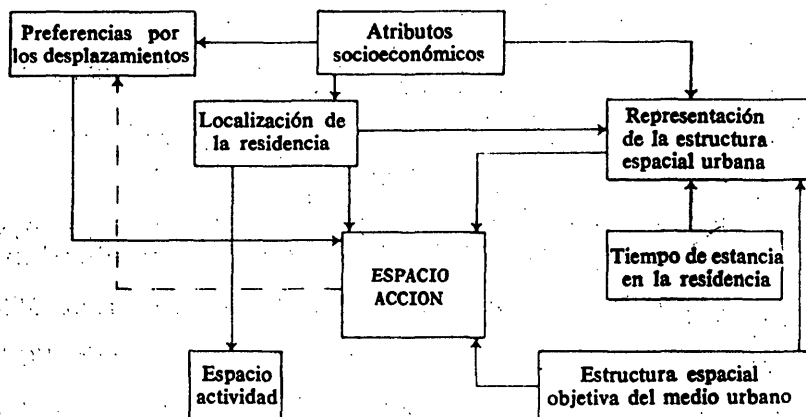 Preferencias por
los desplazamientos
Atributos
socioeconómicos
Localización de
la residencia
Representación
de la estructura
espacial urbana
ESPACIO
ACCION
Tiempo de estancia
en la residencia
Espacio
actividad
Estructura espacial
objetiva del medio urbano